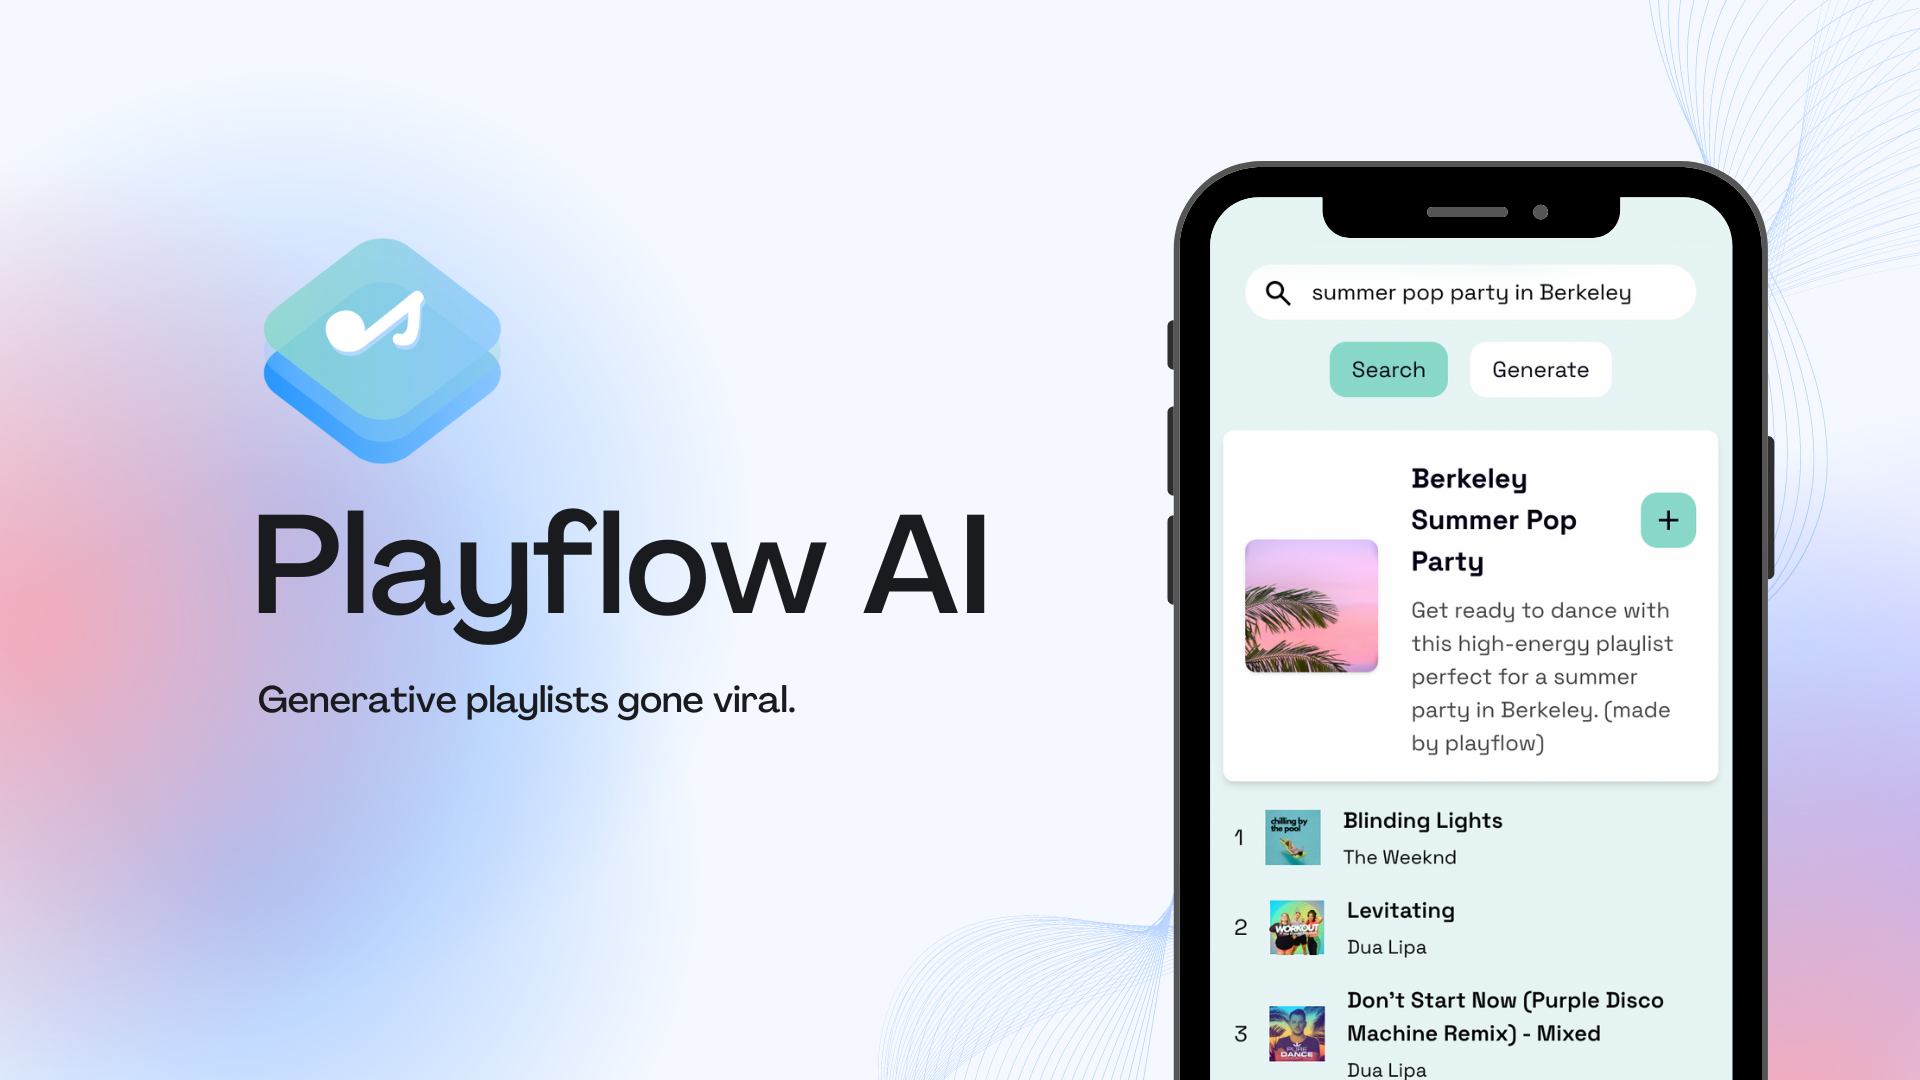 Playflow AI
Generative playlists gone viral.
summer pop party in Berkeley
Search
Generate
Berkeley
Summer Pop
Party
+
Get ready to dance with
this high-energy playlist
perfect for a summer
party in Berkeley. (made
by playflow)
1
chilling by
the pool
Blinding Lights
The Weeknd
2
WORKOUT
Levitating
Dua Lipa
3
PURE
DANCE
Don't Start Now (Purple Disco
Machine Remix) - Mixed
Dua Lipa